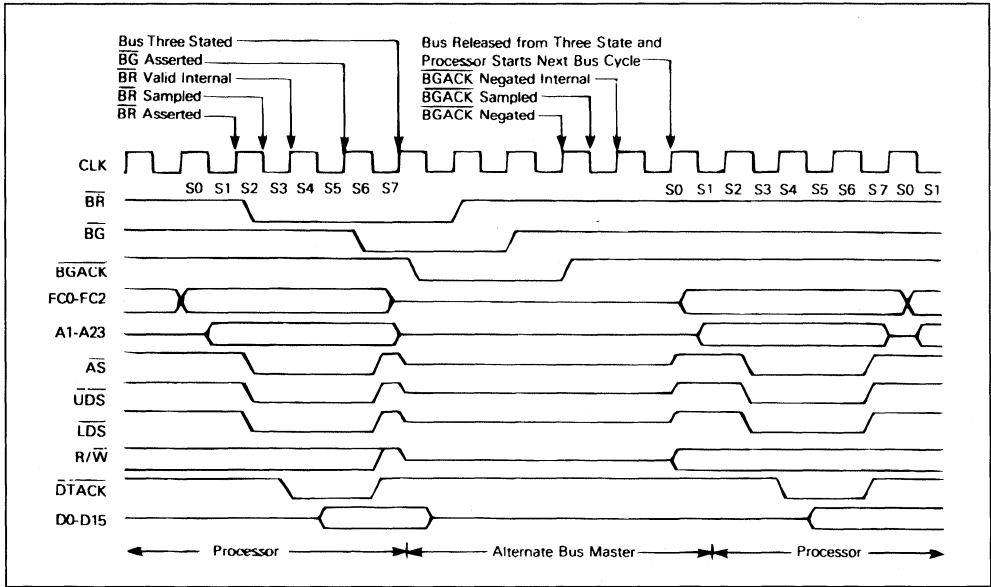 Bus Three Stated
BG Asserted
BR Valid Internal
BR Sampled
BR Asserted
Bus Released from Three State and
Processor Starts Next Bus Cycle
BGACK Negated Internal
BGACK Sampled
BGACK Negated
CLK
S0 S1 S2 S3 S4 S5 S6 S7 S0 S1 S2 S3 S4 S5 S6 S7 S0 S1
BR
BG
BGACK
FC0-FC2
A1-A23
AS
UDS
LDS
R/W
DTACK
D0-D15
Processor Alternate Bus Master Processor